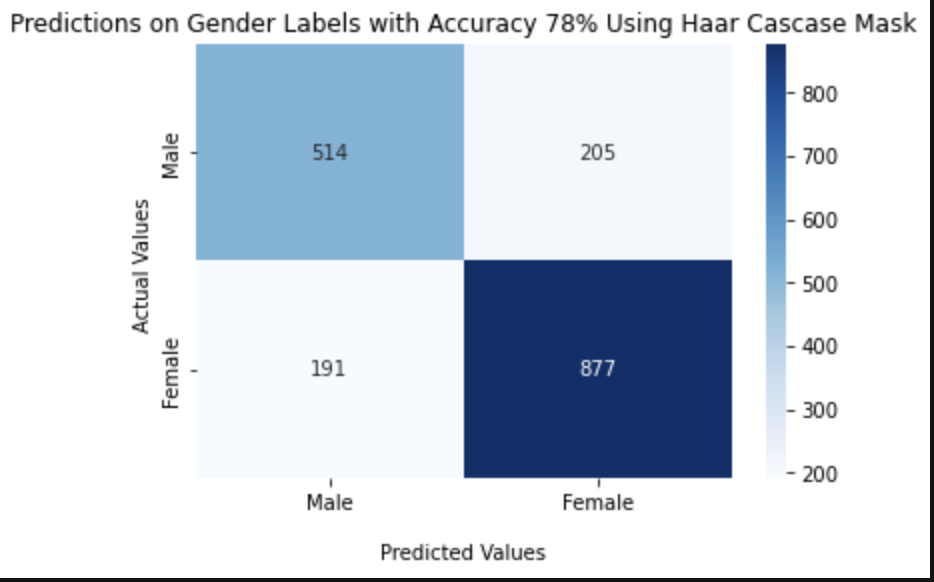 Predictions on Gender Labels with Accuracy 78% Using Haar Cascase Mask
Actual Values
Male
514
205
Female
191
877
Male
Female
Predicted Values
800
700
600
500
400
300
200